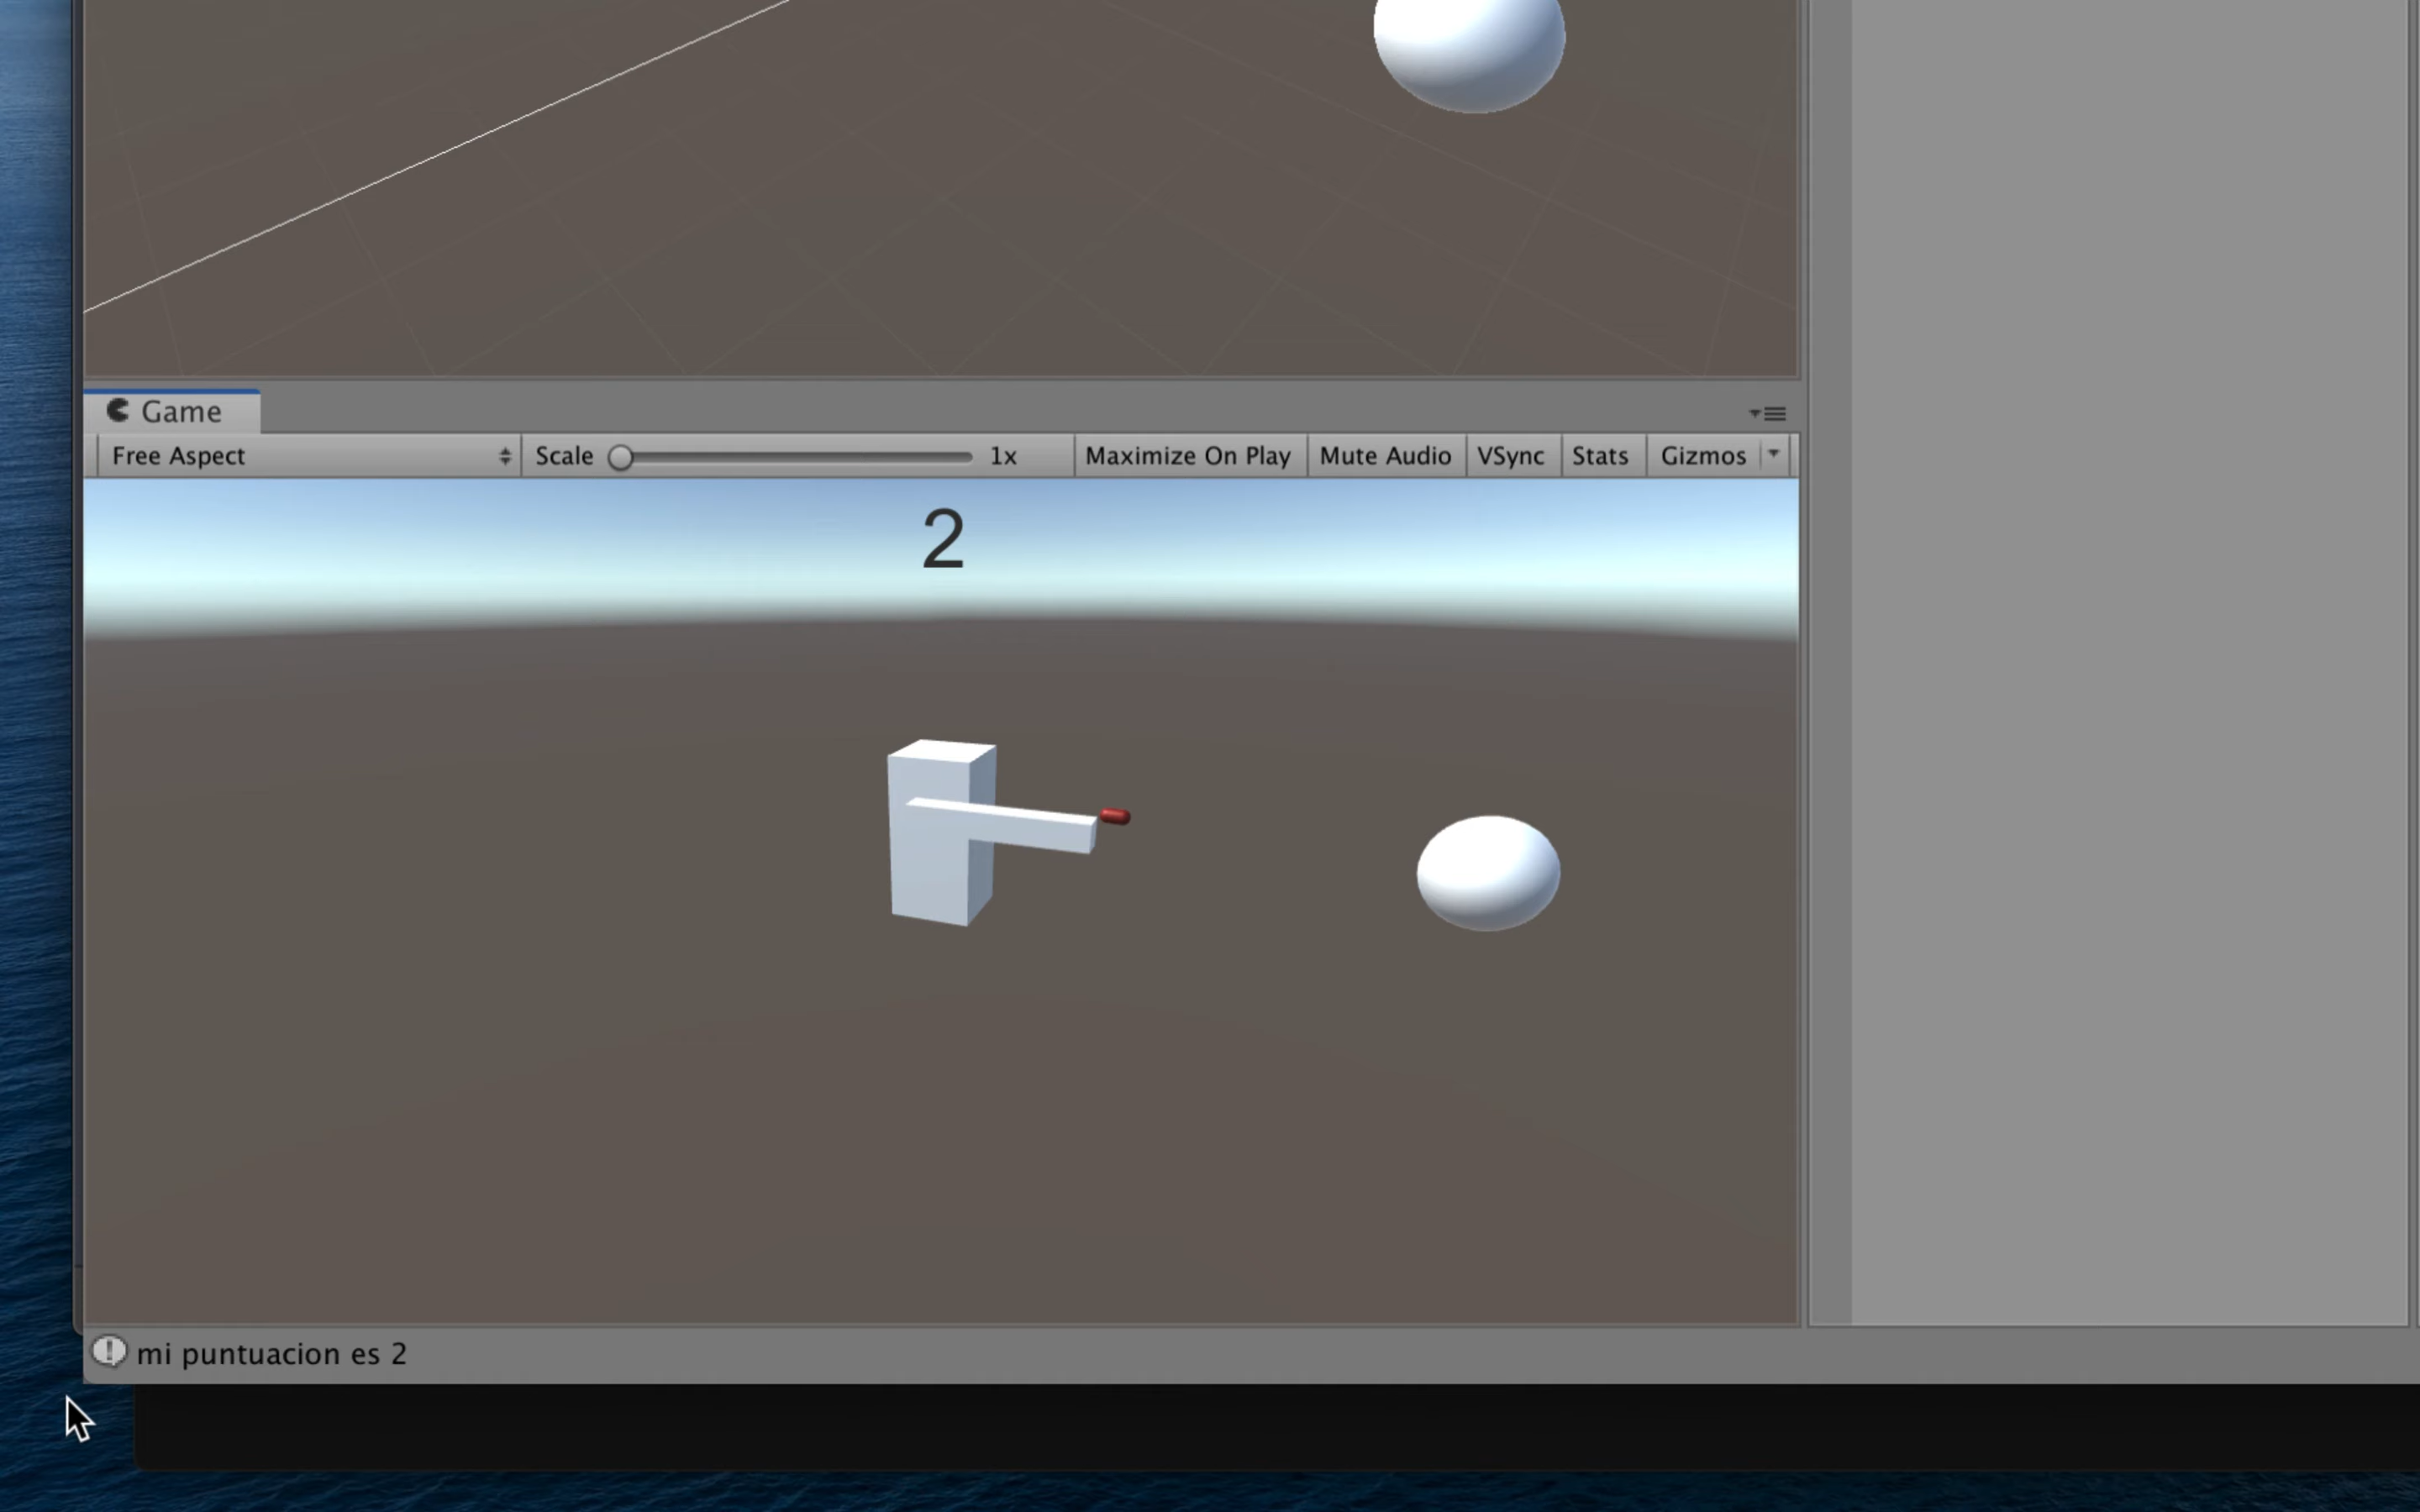 Game
Free Aspect Scale 1x Maximize On Play Mute Audio VSync Stats Gizmos
2
mi puntuacion es 2